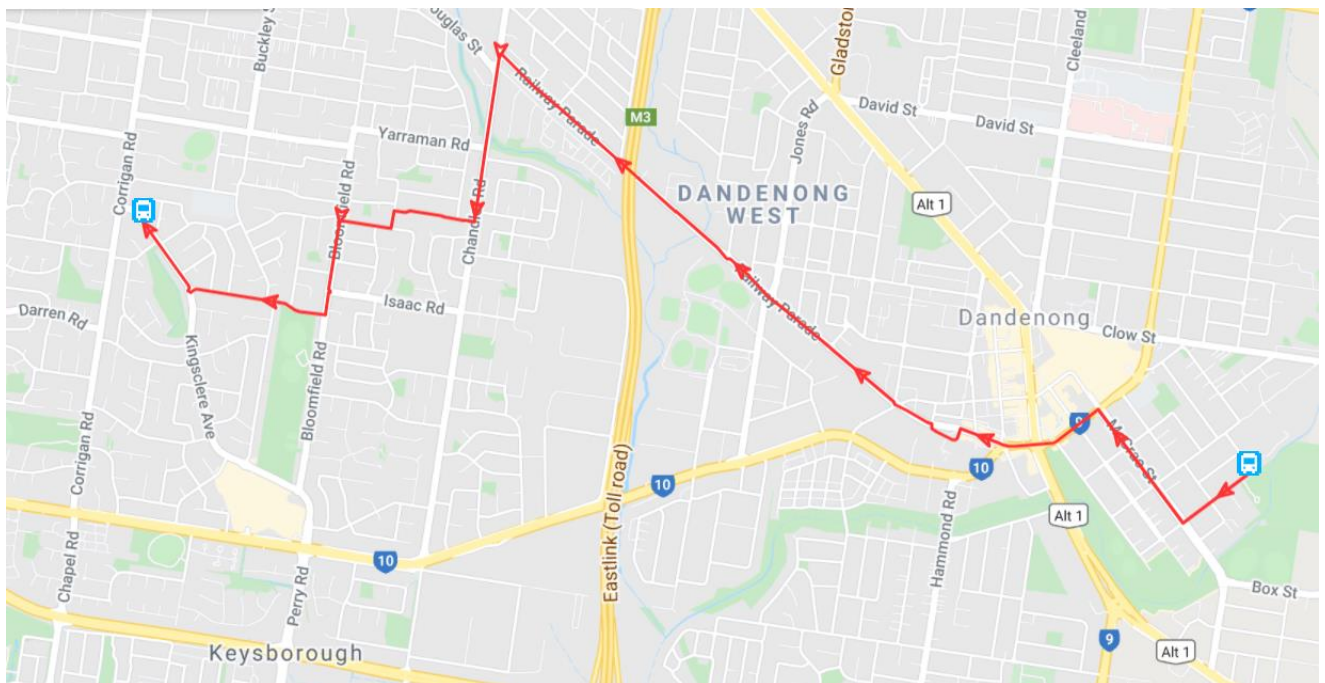 ouglas St
Buckley S
Corrigan Rd
Railway Parade
M3
Gladston
Cleeland
David St
David St
Jones Rd
Yarraman Rd
DANDENONG
WEST
Alt 1
Bloomfield Rd
Chandler Rd
Railway Parade
Isaac Rd
Darren Rd
Dandenong
Clow St
Kingsclere Ave
Bloomfield Rd
9
McCrae St
Corrigan Rd
10
10
Eastlink (Toll road)
Hammond Rd
Alt 1
10
Chapel Rd
Perry Rd
Box St
9
Alt 1
Keysborough